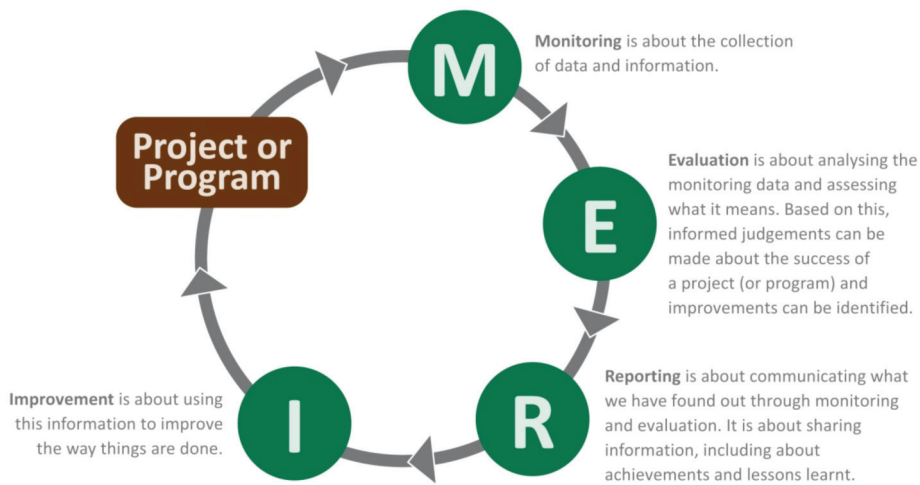 M
Monitoring is about the collection
of data and information.
Project or
Program
E
Evaluation is about analysing the
monitoring data and assessing
what it means. Based on this,
informed judgements can be
made about the success of
a project (or program) and
improvements can be identified.
R
Reporting is about communicating what
we have found out through monitoring
and evaluation. It is about sharing
information, including about
achievements and lessons learnt.
I
Improvement is about using
this information to improve
the way things are done.